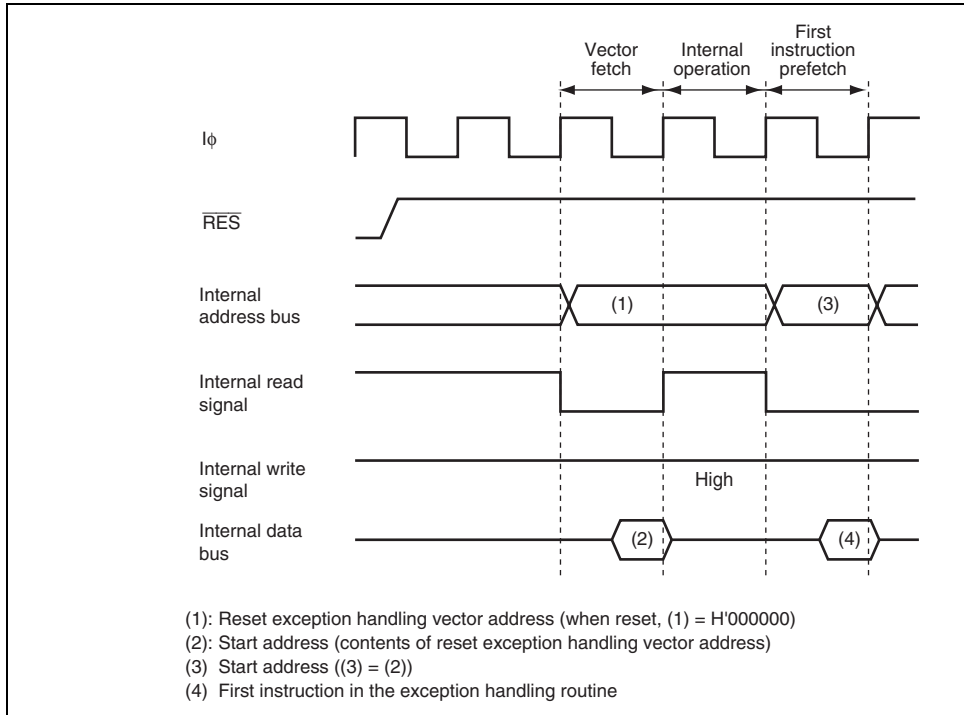 Vector
fetch
Internal
operation
First
instruction
prefetch
Iϕ
RES
Internal
address bus
(1)
(3)
Internal read
signal
Internal write
signal
High
Internal data
bus
(2)
(4)
(1): Reset exception handling vector address (when reset, (1) = H'000000)
(2): Start address (contents of reset exception handling vector address)
(3) Start address ((3) = (2))
(4) First instruction in the exception handling routine